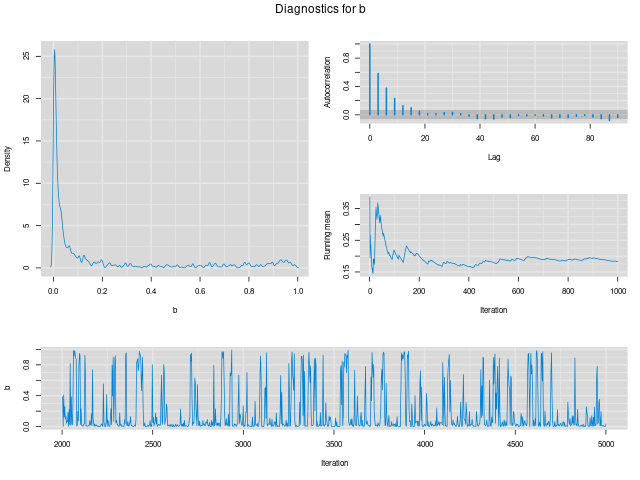 Diagnostics for b
Density
0 5 10 15 20 25
0.0 0.2 0.4 0.6 0.8 1.0
b
Autocorrelation
0.0 0.4 0.8
0 20 40 60 80
Lag
Running mean
0.15 0.25 0.35
0 200 400 600 800 1000
Iteration
b
0.0 0.4 0.8
2000 2500 3000 3500 4000 4500 5000
Iteration